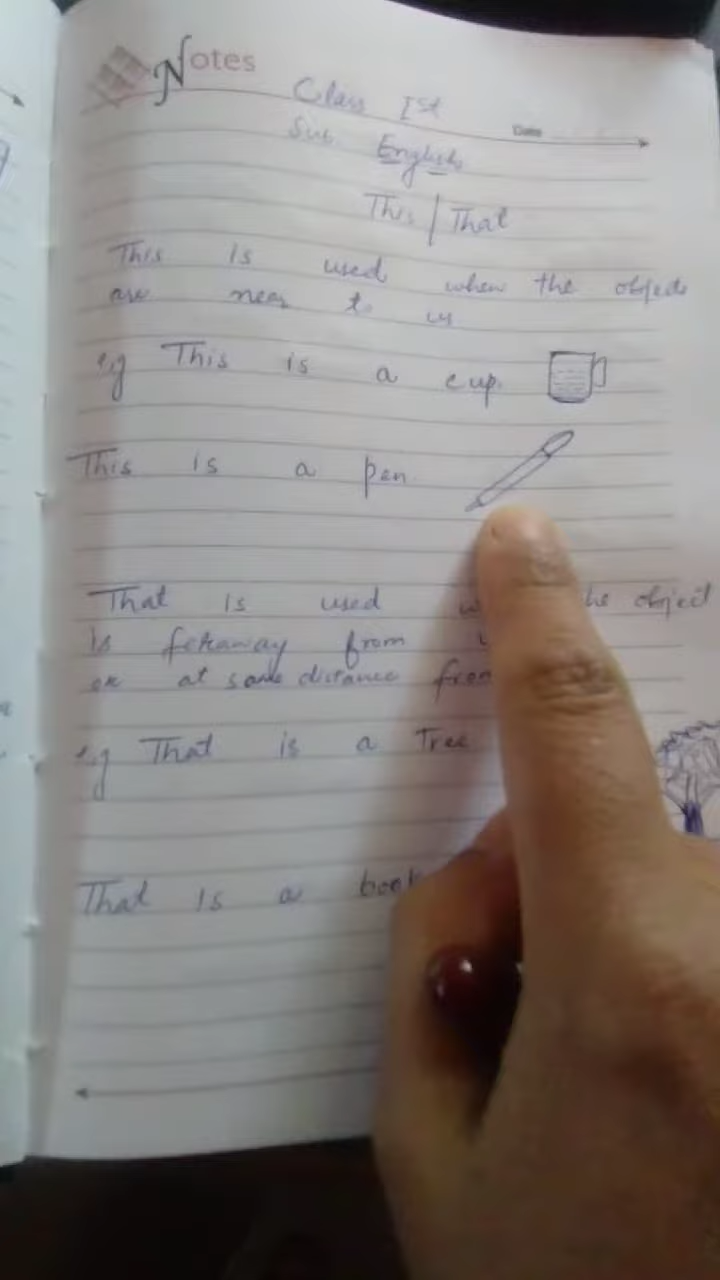 Notes
Class Ist
Date
Sub. English
This / That
This is used when the objects
are near to us
e.g This is a cup.
This is a pen.
That is used the object
is faraway from
or at some distance from
e.g That is a Tree
That is a book